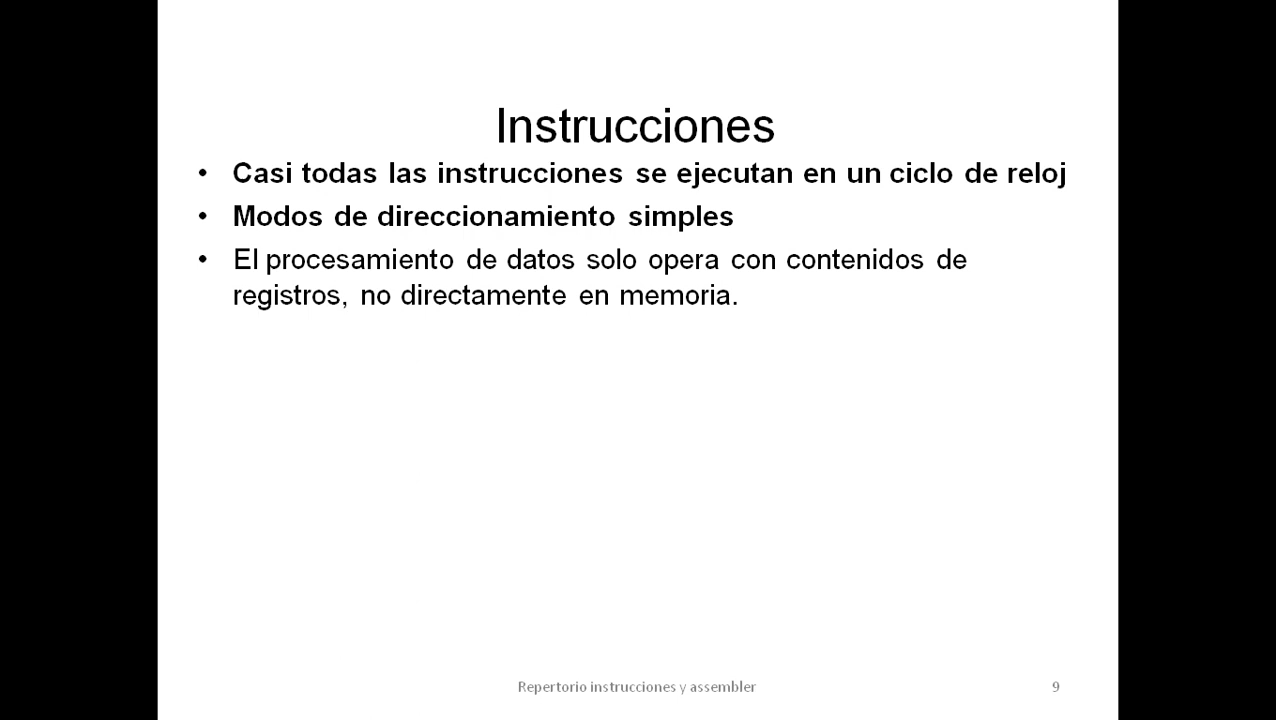 Instrucciones
• Casi todas las instrucciones se ejecutan en un ciclo de reloj
• Modos de direccionamiento simples
• El procesamiento de datos solo opera con contenidos de
registros, no directamente en memoria.
Repertorio instrucciones y assembler
9